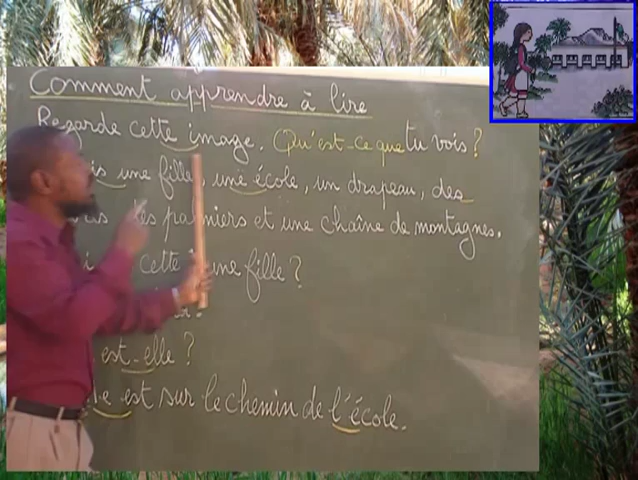 Comment apprendre à lire
Regarde cette image. Qu'est-ce que tu vois ?
une fille, une école, un drapeau, des
palmiers et une chaîne de montagnes.
cette jeune fille ?
est-elle ?
est sur le chemin de l'école.